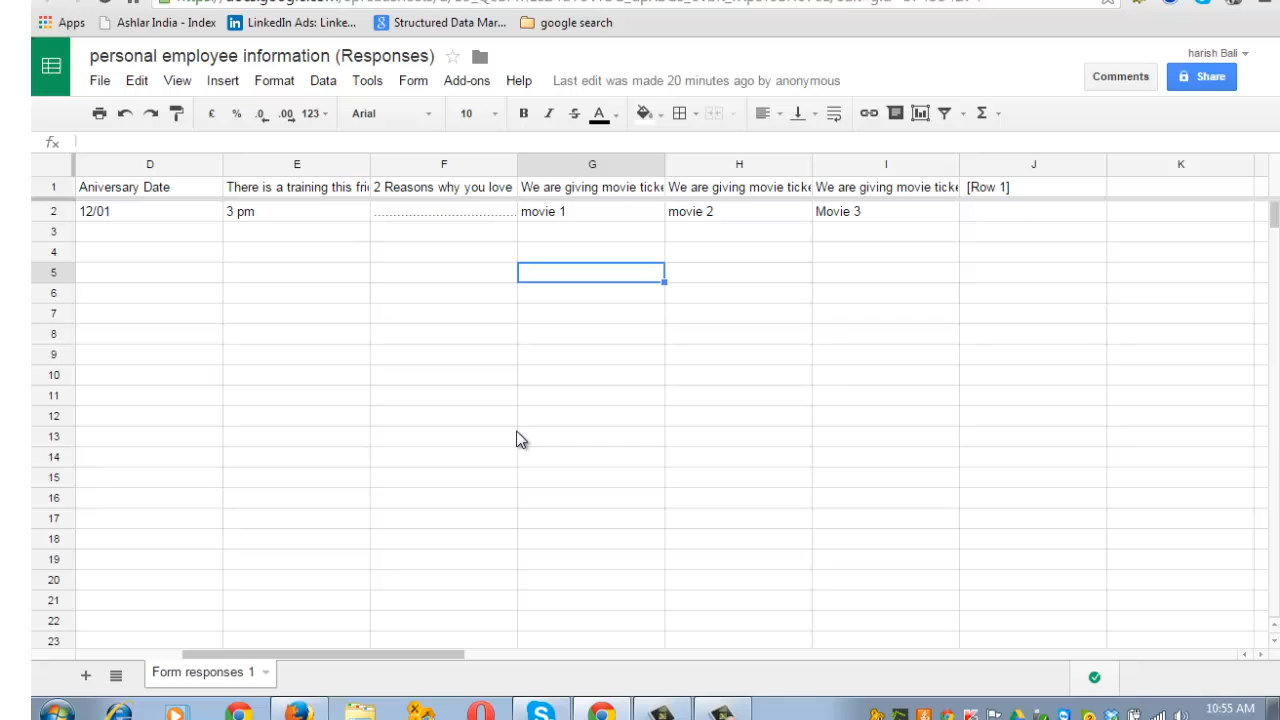 Apps Ashlar India - Index LinkedIn Ads: Linke... Structured Data Mar... google search
personal employee information (Responses)
harish Bali
File Edit View Insert Format Data Tools Form Add-ons Help Last edit was made 20 minutes ago by anonymous
Comments Share
£ % .0 .00 123 Arial 10 B I S A Σ
fx
D E F G H I J K
1 Aniversary Date There is a training this fri 2 Reasons why you love We are giving movie ticke We are giving movie ticke We are giving movie ticke [Row 1]
2 12/01 3 pm ........................................ movie 1 movie 2 Movie 3
3
4
5
6
7
8
9
10
11
12
13
14
15
16
17
18
19
20
21
22
23
+ Form responses 1
10:55 AM